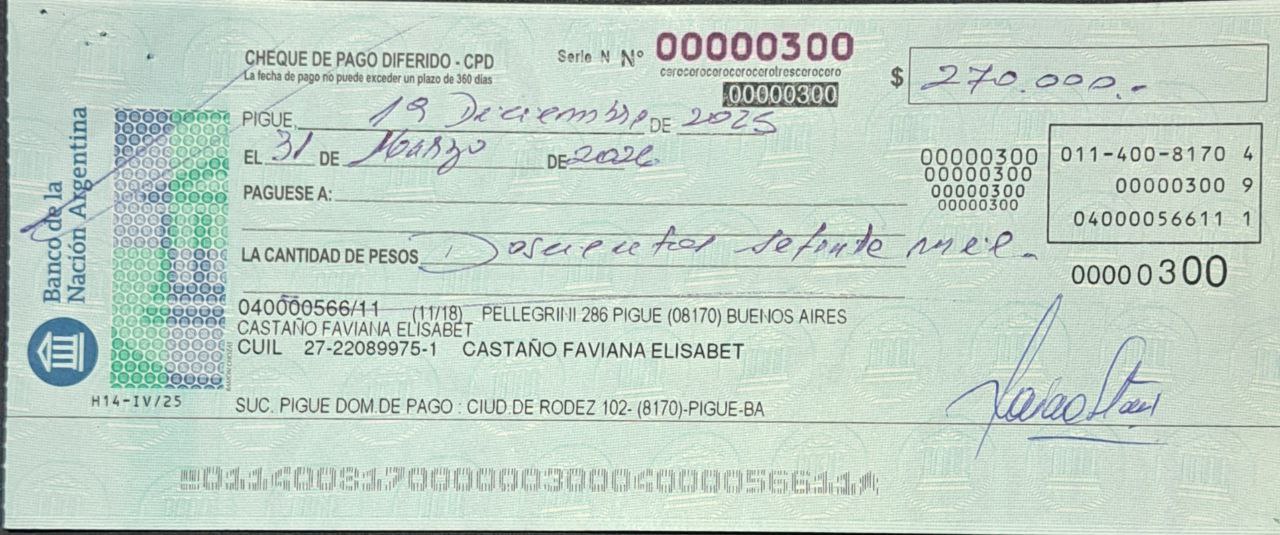 CHEQUE DE PAGO DIFERIDO - CPD
La fecha de pago no puede exceder un plazo de 360 días
Serie N Nº 00000300
cerocerocerocerocerotrescerocero
00000300
$ 270.000.-
PIGUE, 19 Diciembre DE 2025
EL 31 DE Marzo DE 2026
PAGUESE A:
00000300
00000300
00000300
00000300
011-400-8170 4
00000300 9
04000056611 1
LA CANTIDAD DE PESOS Doscientos setenta mil.-
00000300
040000566/11 (11/18) PELLEGRINI 286 PIGUE (08170) BUENOS AIRES
CASTAÑO FAVIANA ELISABET
CUIL 27-22089975-1 CASTAÑO FAVIANA ELISABET
SUC. PIGUE DOM.DE PAGO : CIUD.DE RODEZ 102- (8170)-PIGUE-BA
Banco de la
Nación Argentina
H14-IV/25